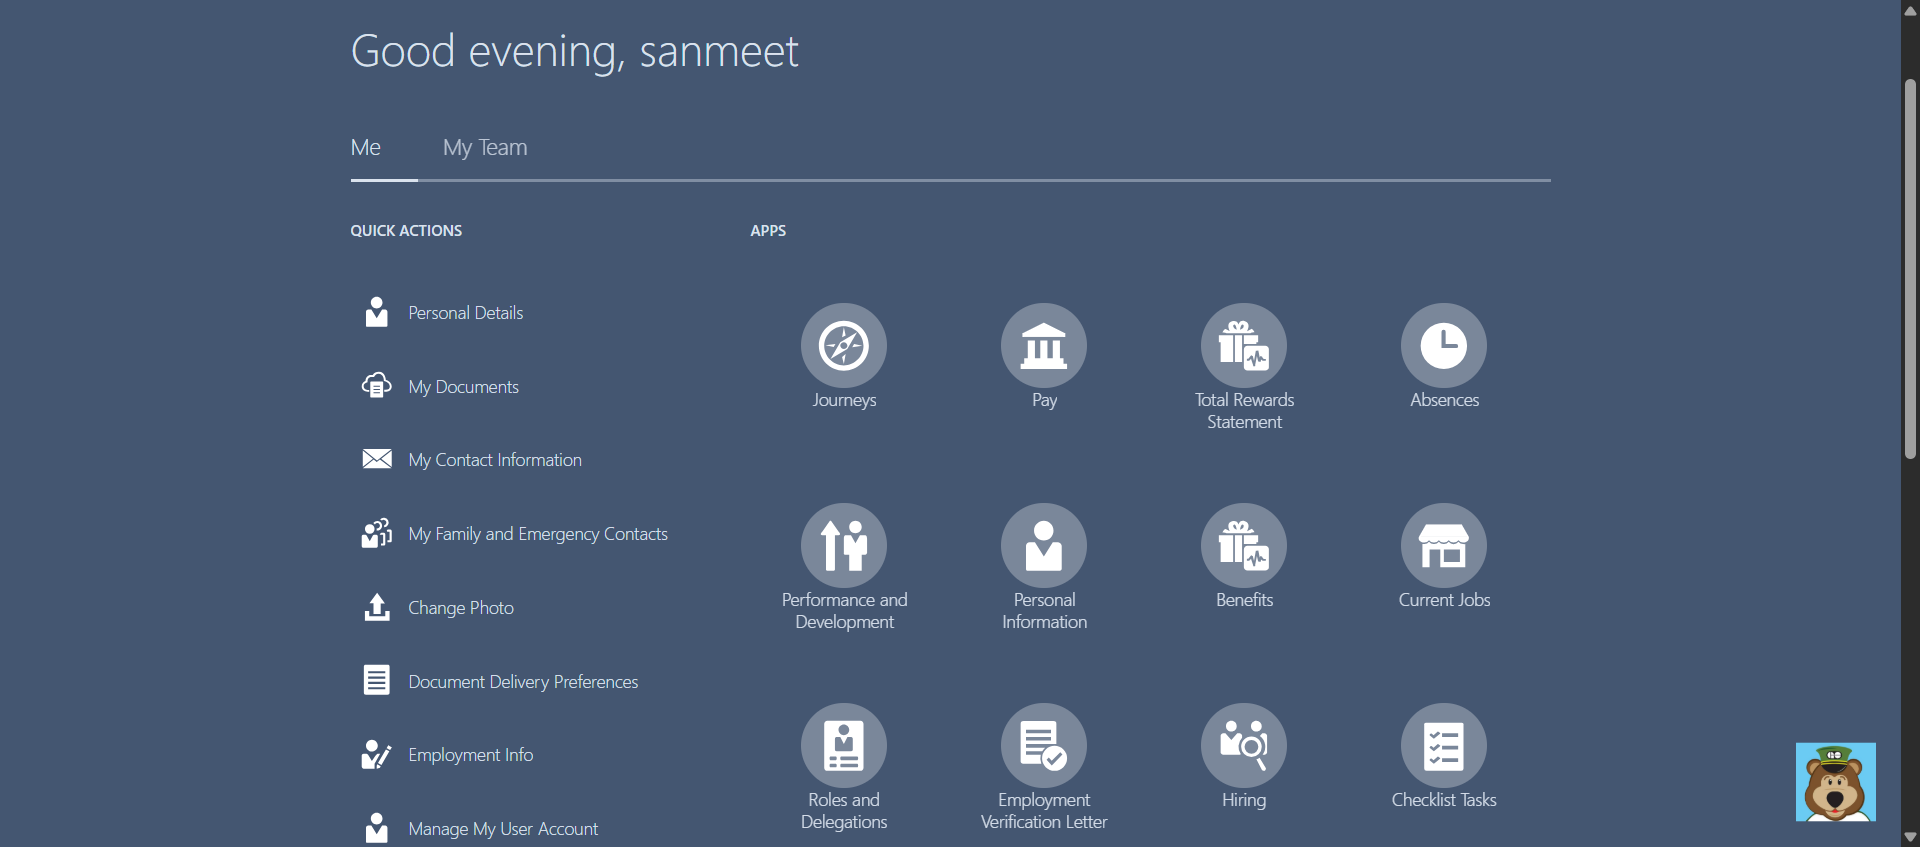 Good evening, sanmeet
Me
My Team
QUICK ACTIONS
Personal Details
My Documents
My Contact Information
My Family and Emergency Contacts
Change Photo
Document Delivery Preferences
Employment Info
Manage My User Account
APPS
Journeys
Pay
Total Rewards
Statement
Absences
Performance and
Development
Personal
Information
Benefits
Current Jobs
Roles and
Delegations
Employment
Verification Letter
Hiring
Checklist Tasks